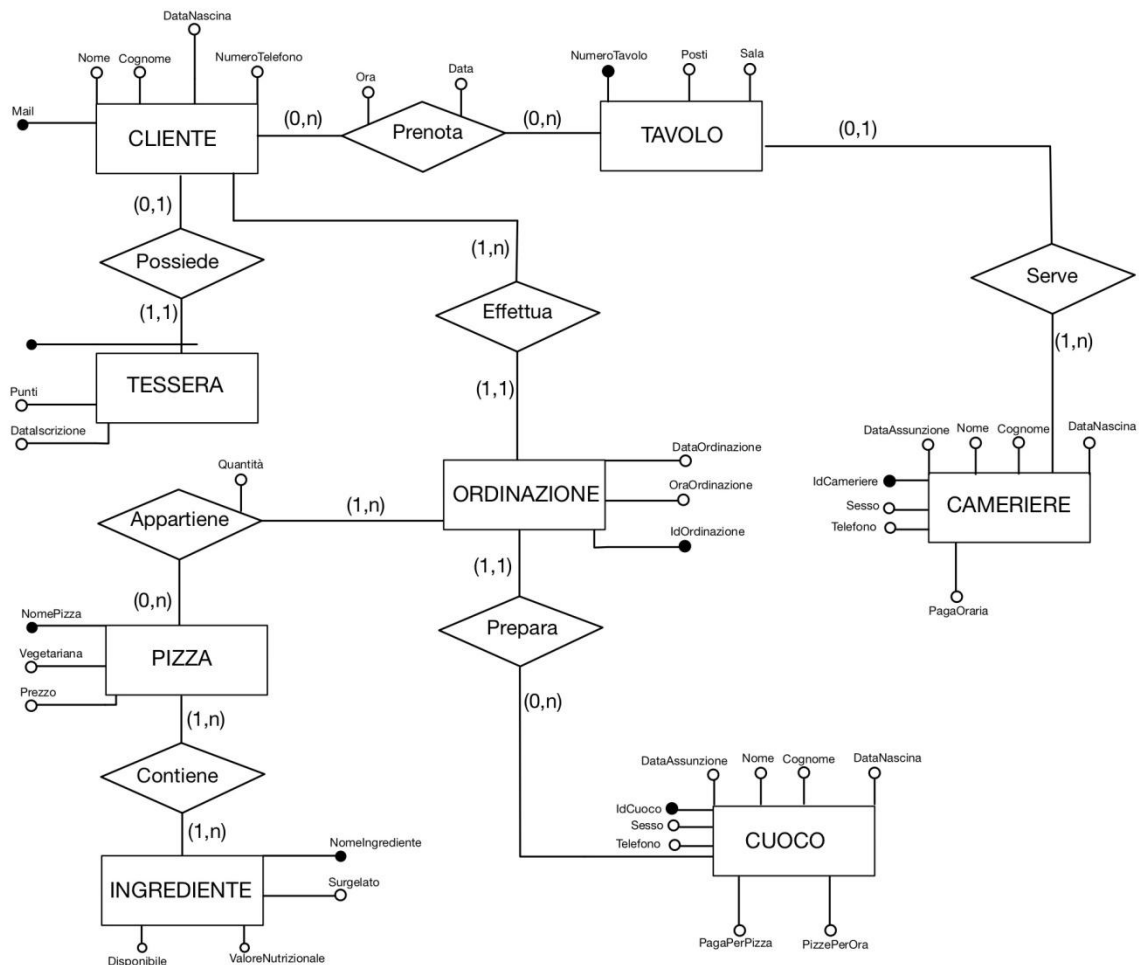 DataNascina
Nome
Cognome
NumeroTelefono
Mail
CLIENTE
(0,n)
Ora
Data
Prenota
(0,n)
NumeroTavolo
Posti
Sala
TAVOLO
(0,1)
(0,1)
Possiede
(1,1)
(1,n)
Effettua
(1,1)
Serve
(1,n)
TESSERA
Punti
DataIscrizione
Quantità
Appartiene
(1,n)
(0,n)
ORDINAZIONE
DataOrdinazione
OraOrdinazione
IdOrdinazione
(1,1)
Prepara
(0,n)
DataAssunzione
Nome
Cognome
DataNascina
IdCameriere
Sesso
Telefono
CAMERIERE
PagaOraria
NomePizza
Vegetariana
Prezzo
PIZZA
(1,n)
Contiene
(1,n)
NomeIngrediente
Surgelato
INGREDIENTE
Disponibile
ValoreNutrizionale
DataAssunzione
Nome
Cognome
DataNascina
IdCuoco
Sesso
Telefono
CUOCO
PagaPerPizza
PizzePerOra